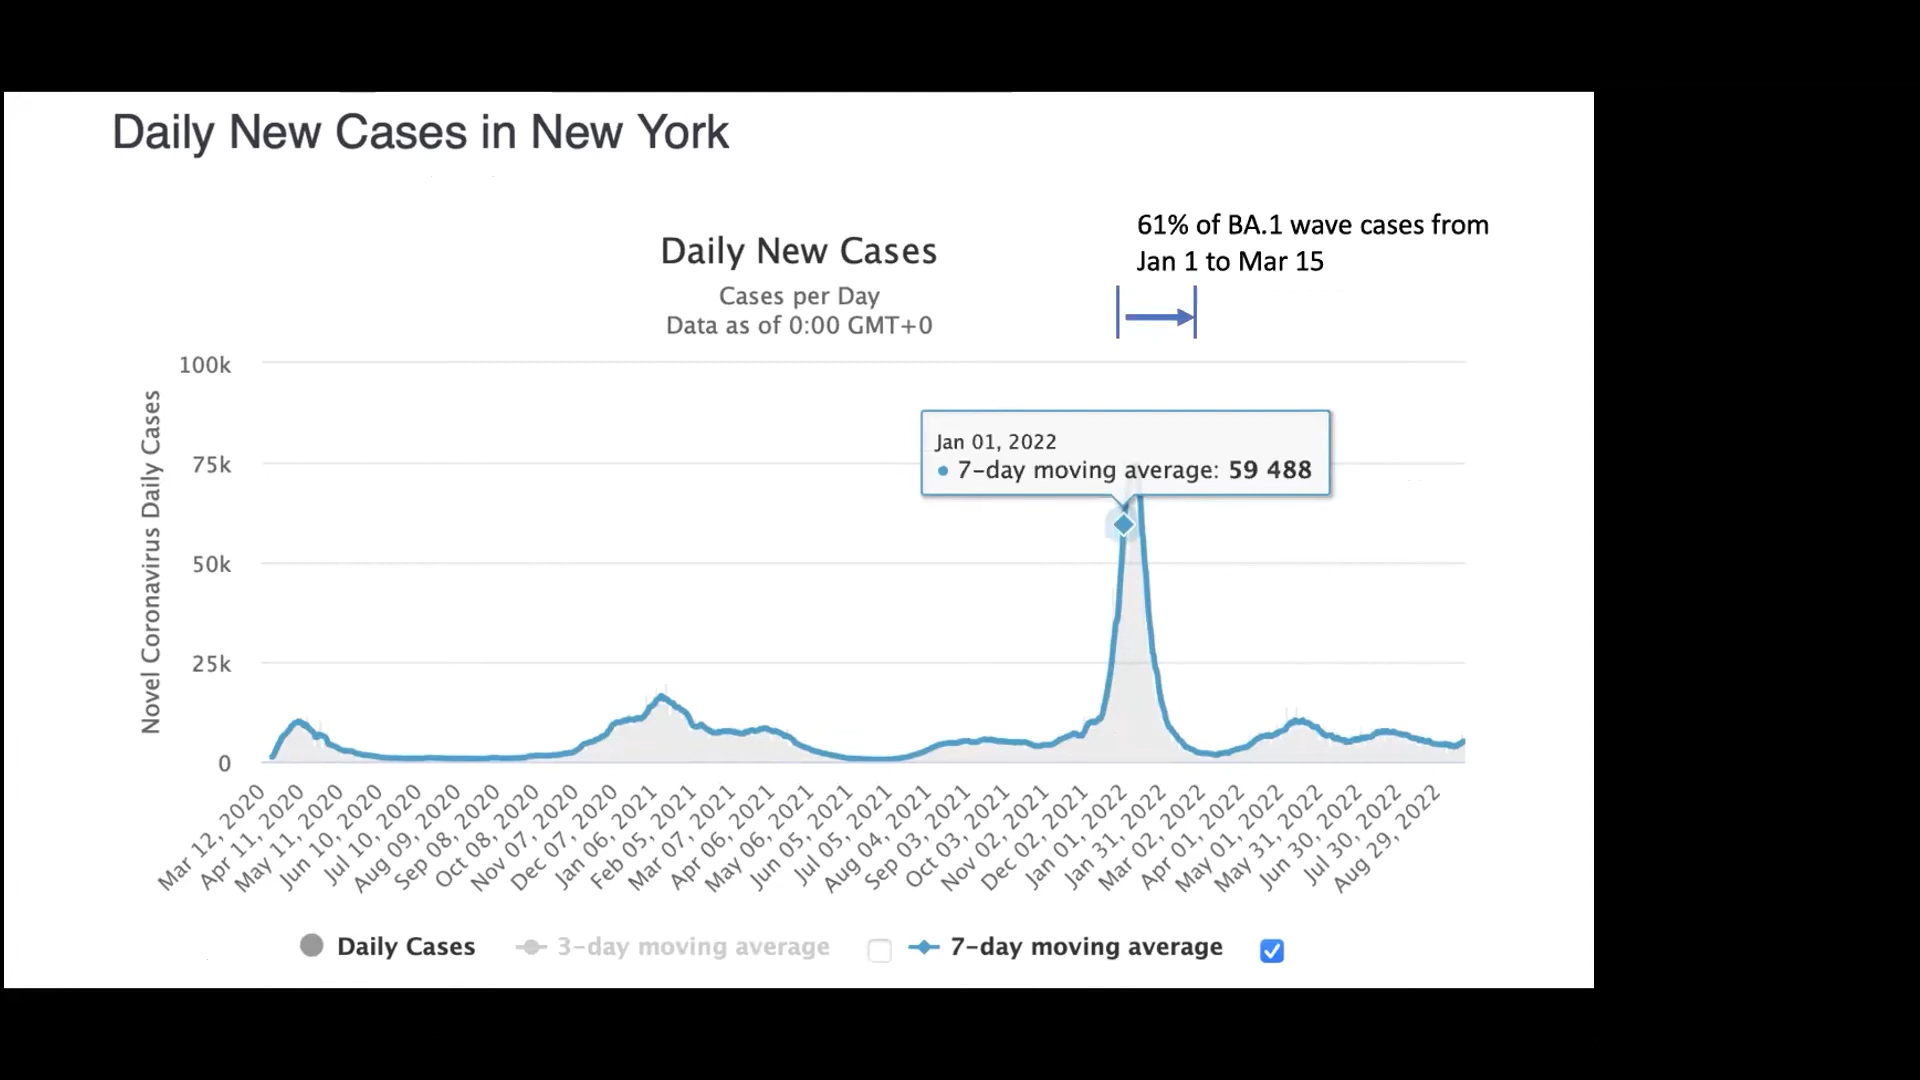 Daily New Cases in New York
61% of BA.1 wave cases from
Jan 1 to Mar 15
Daily New Cases
Cases per Day
Data as of 0:00 GMT+0
Novel Coronavirus Daily Cases
100k
75k
50k
25k
0
Jan 01, 2022
7-day moving average: 59 488
Mar 12, 2020
Apr 11, 2020
May 11, 2020
Jun 10, 2020
Jul 10, 2020
Aug 09, 2020
Sep 08, 2020
Oct 08, 2020
Nov 07, 2020
Dec 07, 2020
Jan 06, 2021
Feb 05, 2021
Mar 07, 2021
Apr 06, 2021
May 06, 2021
Jun 05, 2021
Jul 05, 2021
Aug 04, 2021
Sep 03, 2021
Oct 03, 2021
Nov 02, 2021
Dec 02, 2021
Jan 01, 2022
Jan 31, 2022
Mar 02, 2022
Apr 01, 2022
May 01, 2022
May 31, 2022
Jun 30, 2022
Jul 30, 2022
Aug 29, 2022
Daily Cases
3-day moving average
7-day moving average